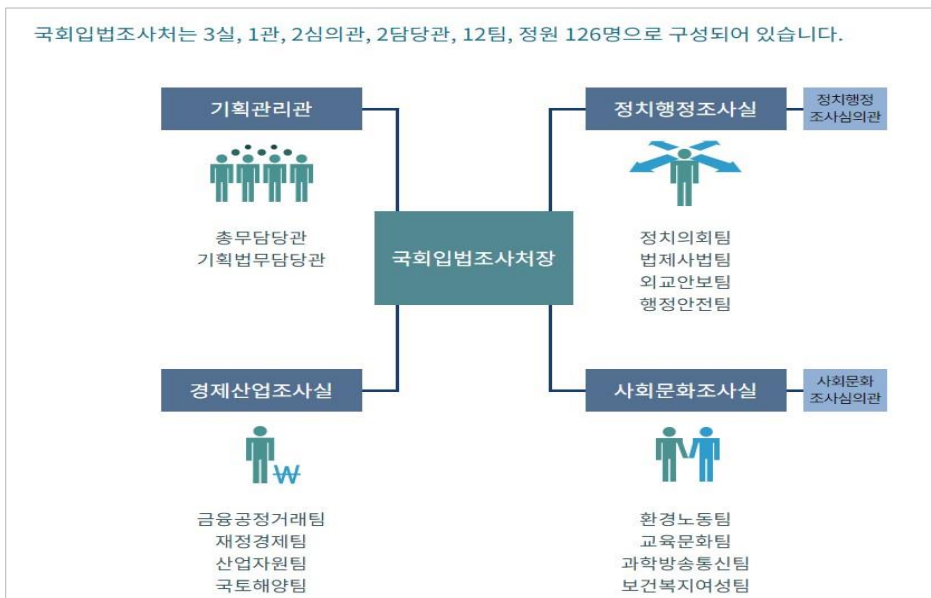 국회입법조사처는 3실, 1관, 2심의관, 2담당관, 12팀, 정원 126명으로 구성되어 있습니다.
기획관리관
총무담당관
기획법무담당관
정치행정조사실
정치행정
조사심의관
정치의회팀
법제사법팀
외교안보팀
행정안전팀
국회입법조사처장
경제산업조사실
₩
금융공정거래팀
재정경제팀
산업자원팀
국토해양팀
사회문화조사실
사회문화
조사심의관
환경노동팀
교육문화팀
과학방송통신팀
보건복지여성팀